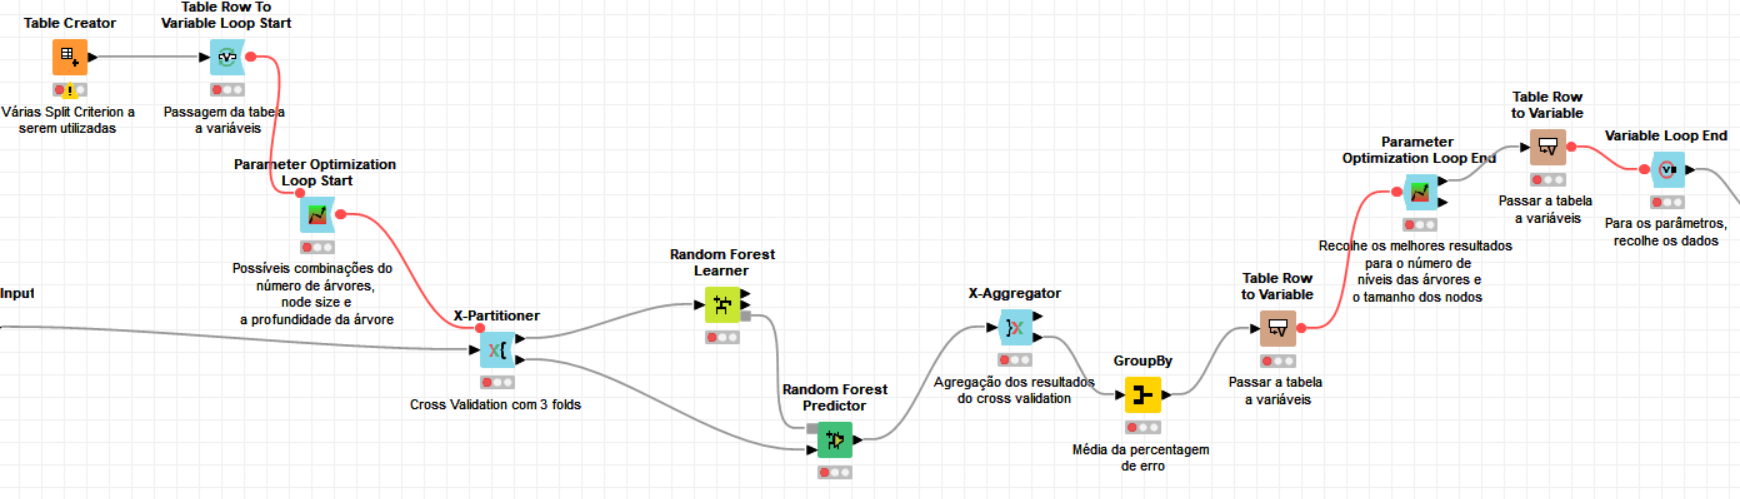 Table Creator
Várias Split Criterion a
serem utilizadas
Table Row To
Variable Loop Start
Passagem da tabela
a variáveis
Parameter Optimization
Loop Start
Possíveis combinações do
número de árvores,
node size e
a profundidade da árvore
Input
X-Partitioner
Cross Validation com 3 folds
Random Forest
Learner
Random Forest
Predictor
X-Aggregator
Agregação dos resultados
do cross validation
GroupBy
Média da percentagem
de erro
Table Row
to Variable
Passar a tabela
a variáveis
Parameter
Optimization Loop End
Recolhe os melhores resultados
para o número de
níveis das árvores e
o tamanho dos nodos
Table Row
to Variable
Passar a tabela
a variáveis
Variable Loop End
Para os parâmetros,
recolhe os dados